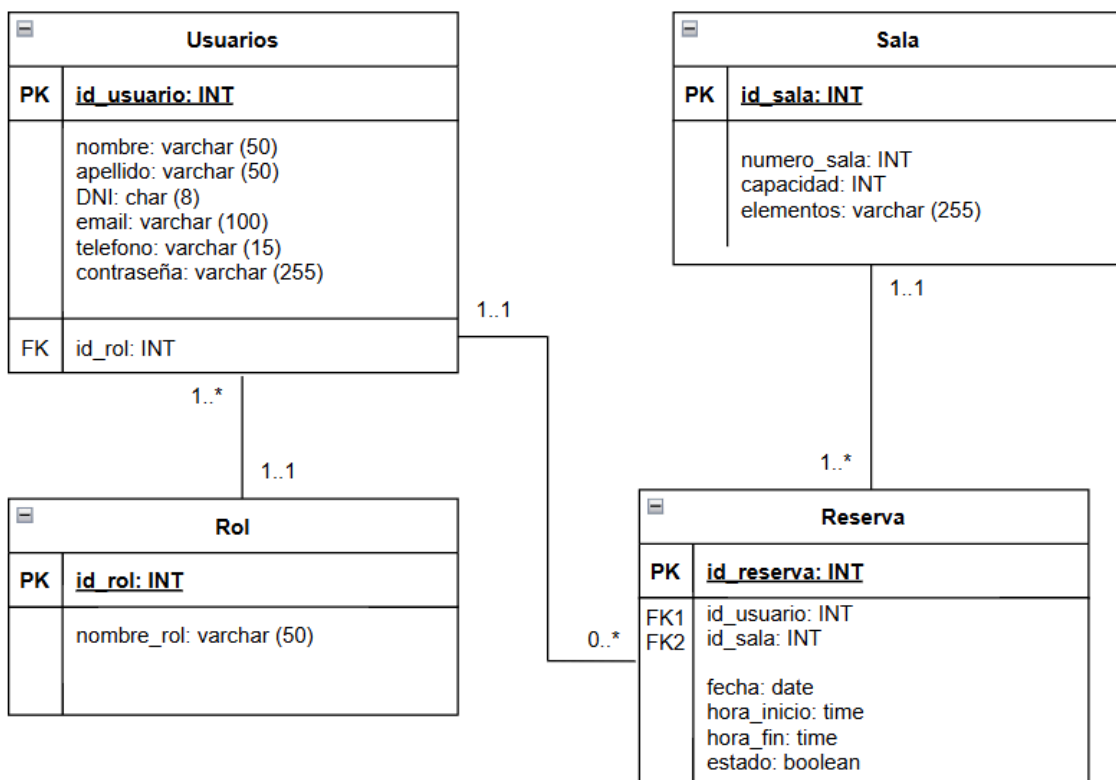 Usuarios
PK id_usuario: INT
nombre: varchar (50)
apellido: varchar (50)
DNI: char (8)
email: varchar (100)
telefono: varchar (15)
contraseña: varchar (255)
FK id_rol: INT
Sala
PK id_sala: INT
numero_sala: INT
capacidad: INT
elementos: varchar (255)
1..1
1..1
1..*
1..1
1..*
0..*
Rol
PK id_rol: INT
nombre_rol: varchar (50)
Reserva
PK id_reserva: INT
FK1 id_usuario: INT
FK2 id_sala: INT
fecha: date
hora_inicio: time
hora_fin: time
estado: boolean